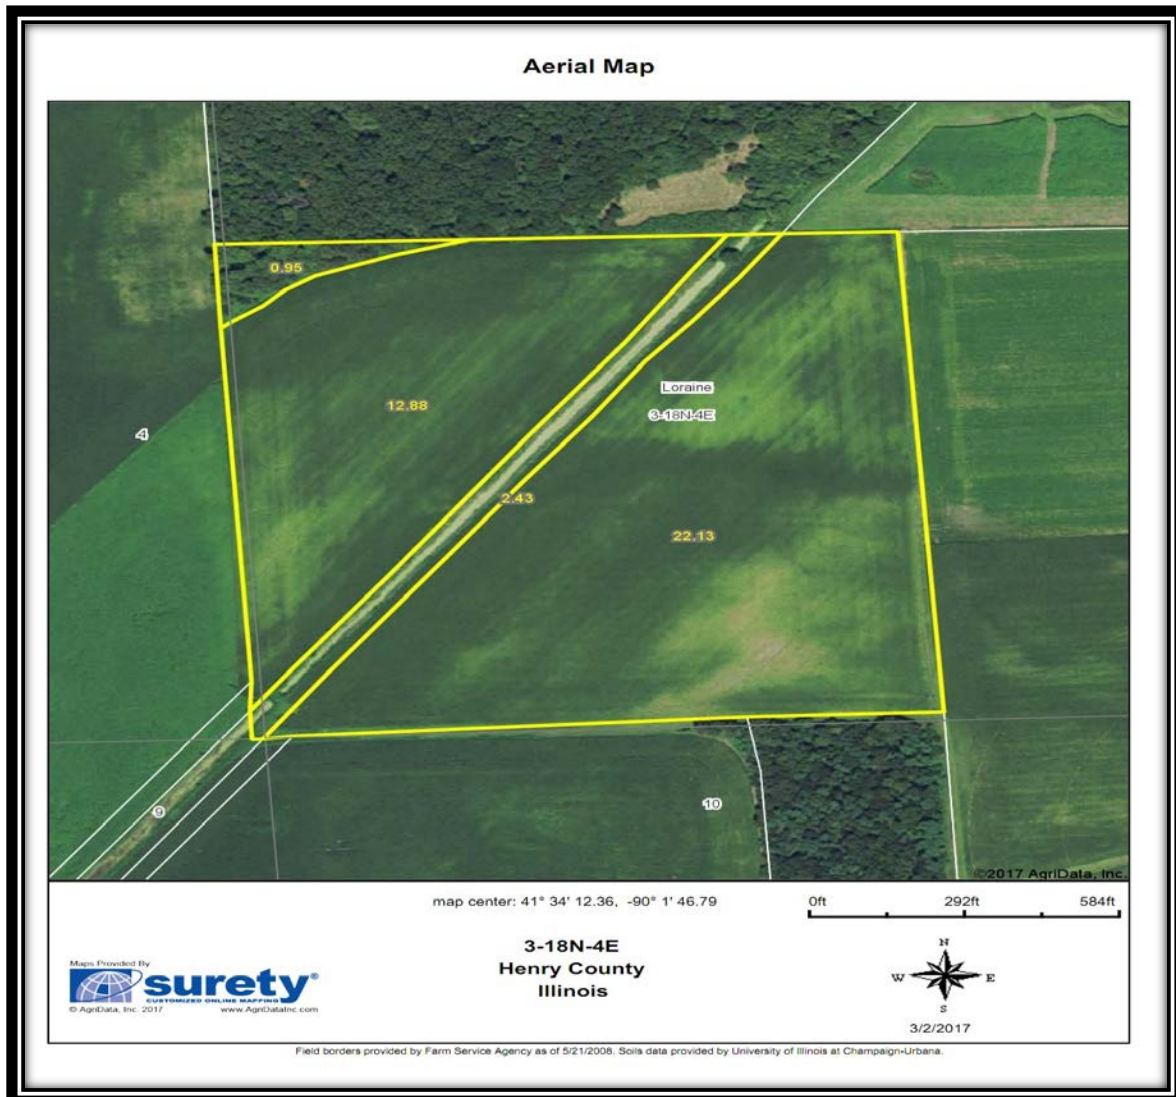 Aerial Map
0.95
12.88
Loraine
3-18N-4E
4
2.43
22.13
9
10
©2017 AgriData, Inc.
map center: 41° 34' 12.36, -90° 1' 46.79
0ft 292ft 584ft
3-18N-4E
Henry County
Illinois
Maps Provided By
surety®
CUSTOMIZED ONLINE MAPPING
© AgriData, Inc. 2017 www.AgriDataInc.com
N
W E
S
3/2/2017
Field borders provided by Farm Service Agency as of 5/21/2008. Soils data provided by University of Illinois at Champaign-Urbana.